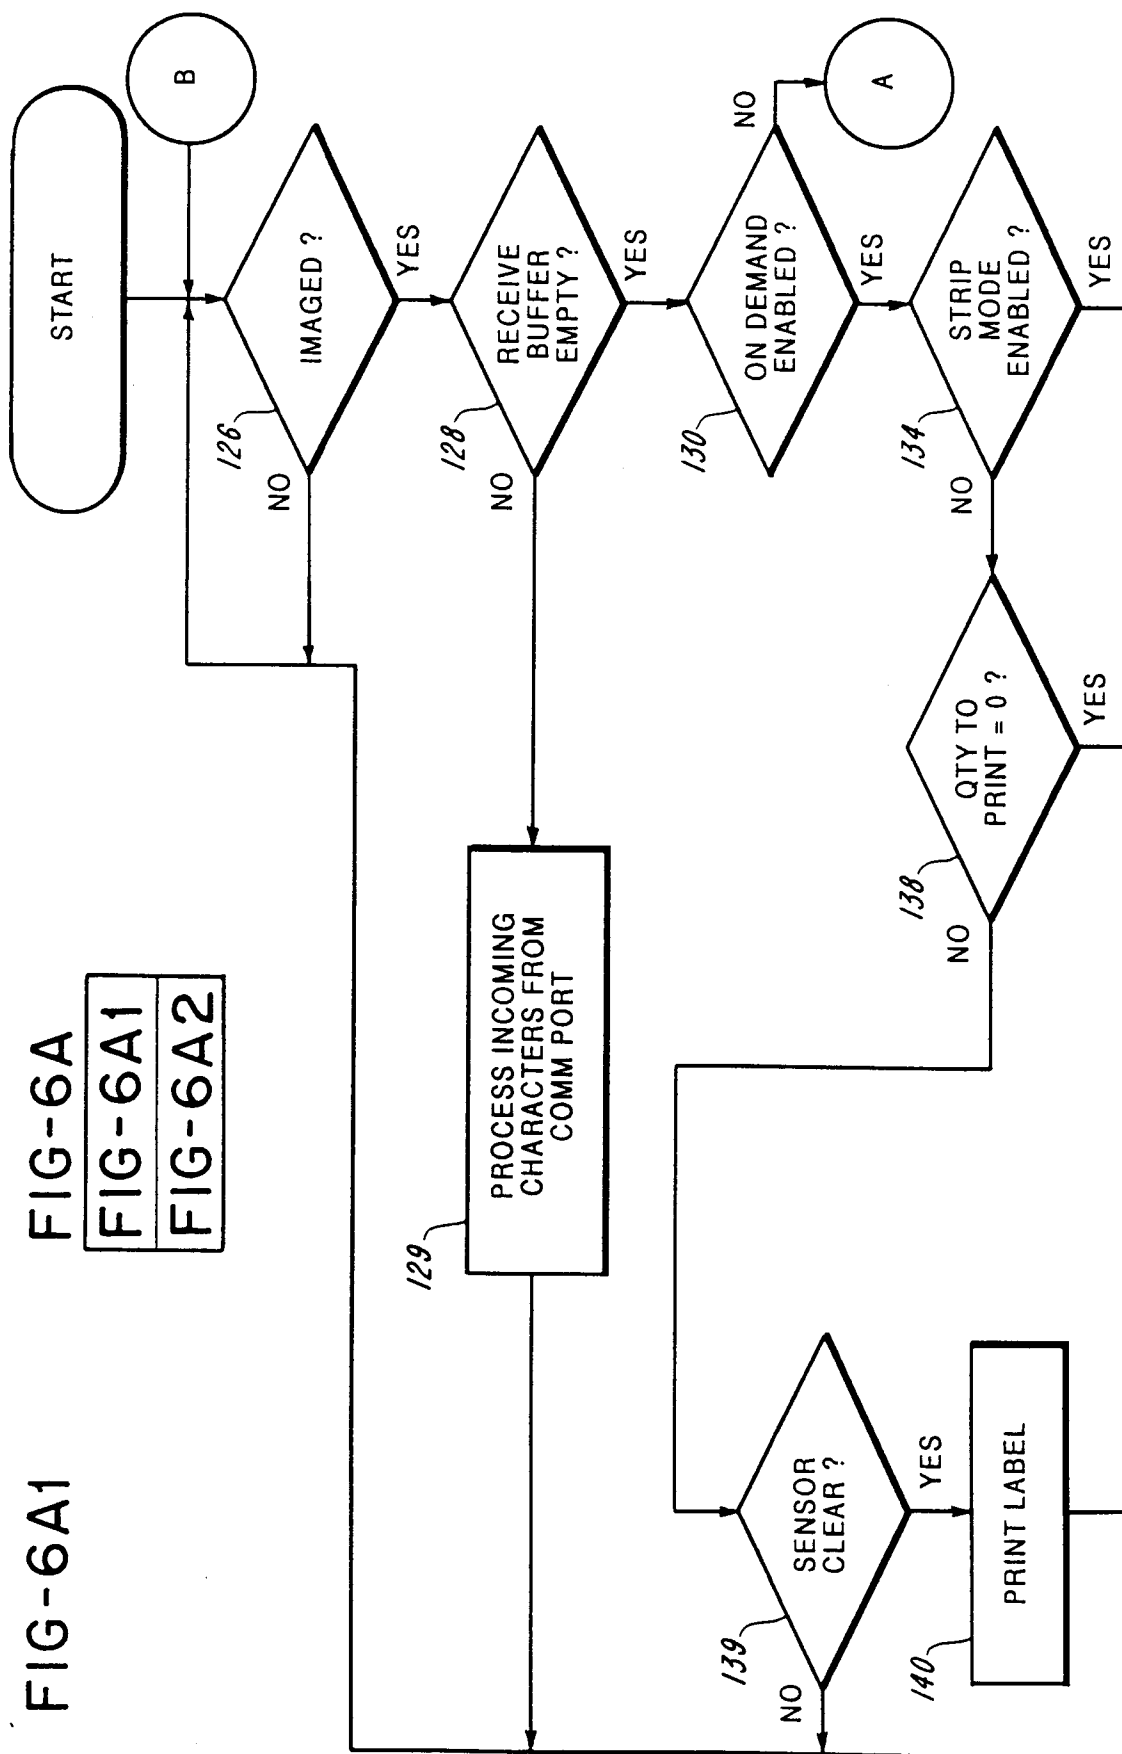 FIG-6A1
FIG-6A
FIG-6A1
FIG-6A2
START
B
126
IMAGED ?
NO
YES
128
RECEIVE
BUFFER
EMPTY ?
NO
YES
129
PROCESS INCOMING
CHARACTERS FROM
COMM PORT
130
ON DEMAND
ENABLED ?
NO
A
YES
134
STRIP
MODE
ENABLED ?
NO
YES
138
QTY TO
PRINT = 0 ?
NO
YES
139
SENSOR
CLEAR ?
NO
YES
140
PRINT LABEL